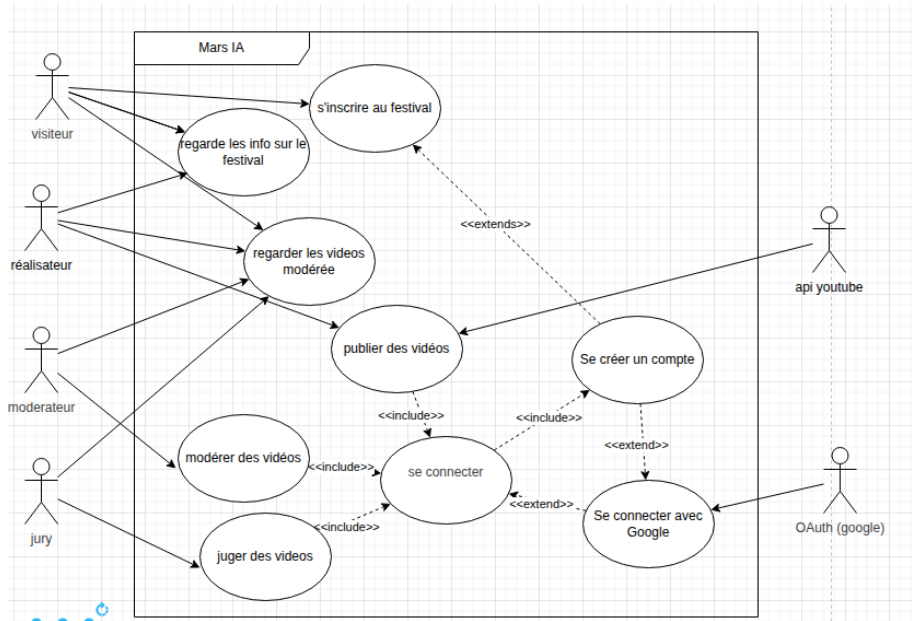 Mars IA
visiteur
s'inscrire au festival
regarde les info sur le
festival
<<extends>>
réalisateur
regarder les videos
modérée
api youtube
publier des vidéos
Se créer un compte
moderateur
<<include>>
<<include>>
<<extend>>
modérer des vidéos
<<include>>
se connecter
jury
<<include>>
<<extend>>
Se connecter avec
Google
OAuth (google)
juger des videos